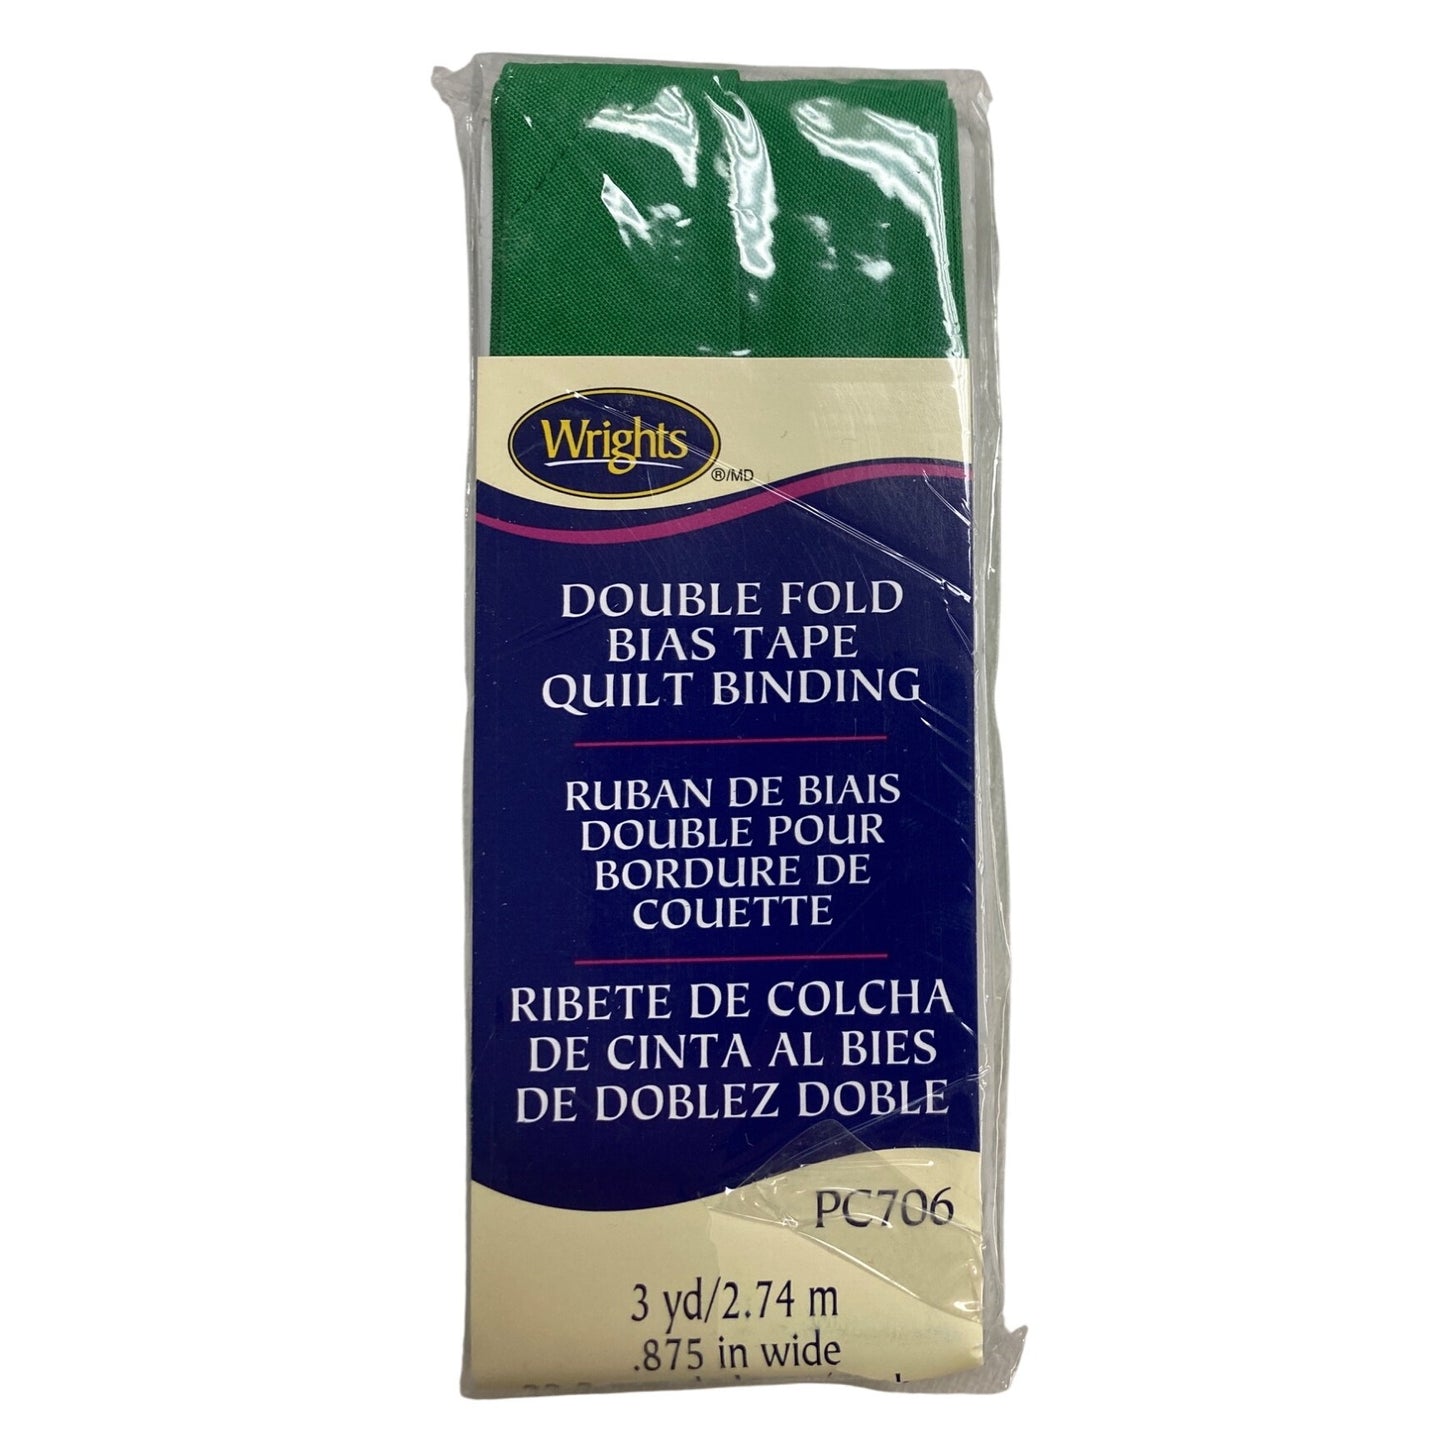 Wrights
®/MD
DOUBLE FOLD
BIAS TAPE
QUILT BINDING
RUBAN DE BIAIS
DOUBLE POUR
BORDURE DE
COUETTE
RIBETE DE COLCHA
DE CINTA AL BIES
DE DOBLEZ DOBLE
PC706
3 yd/2.74 m
.875 in wide